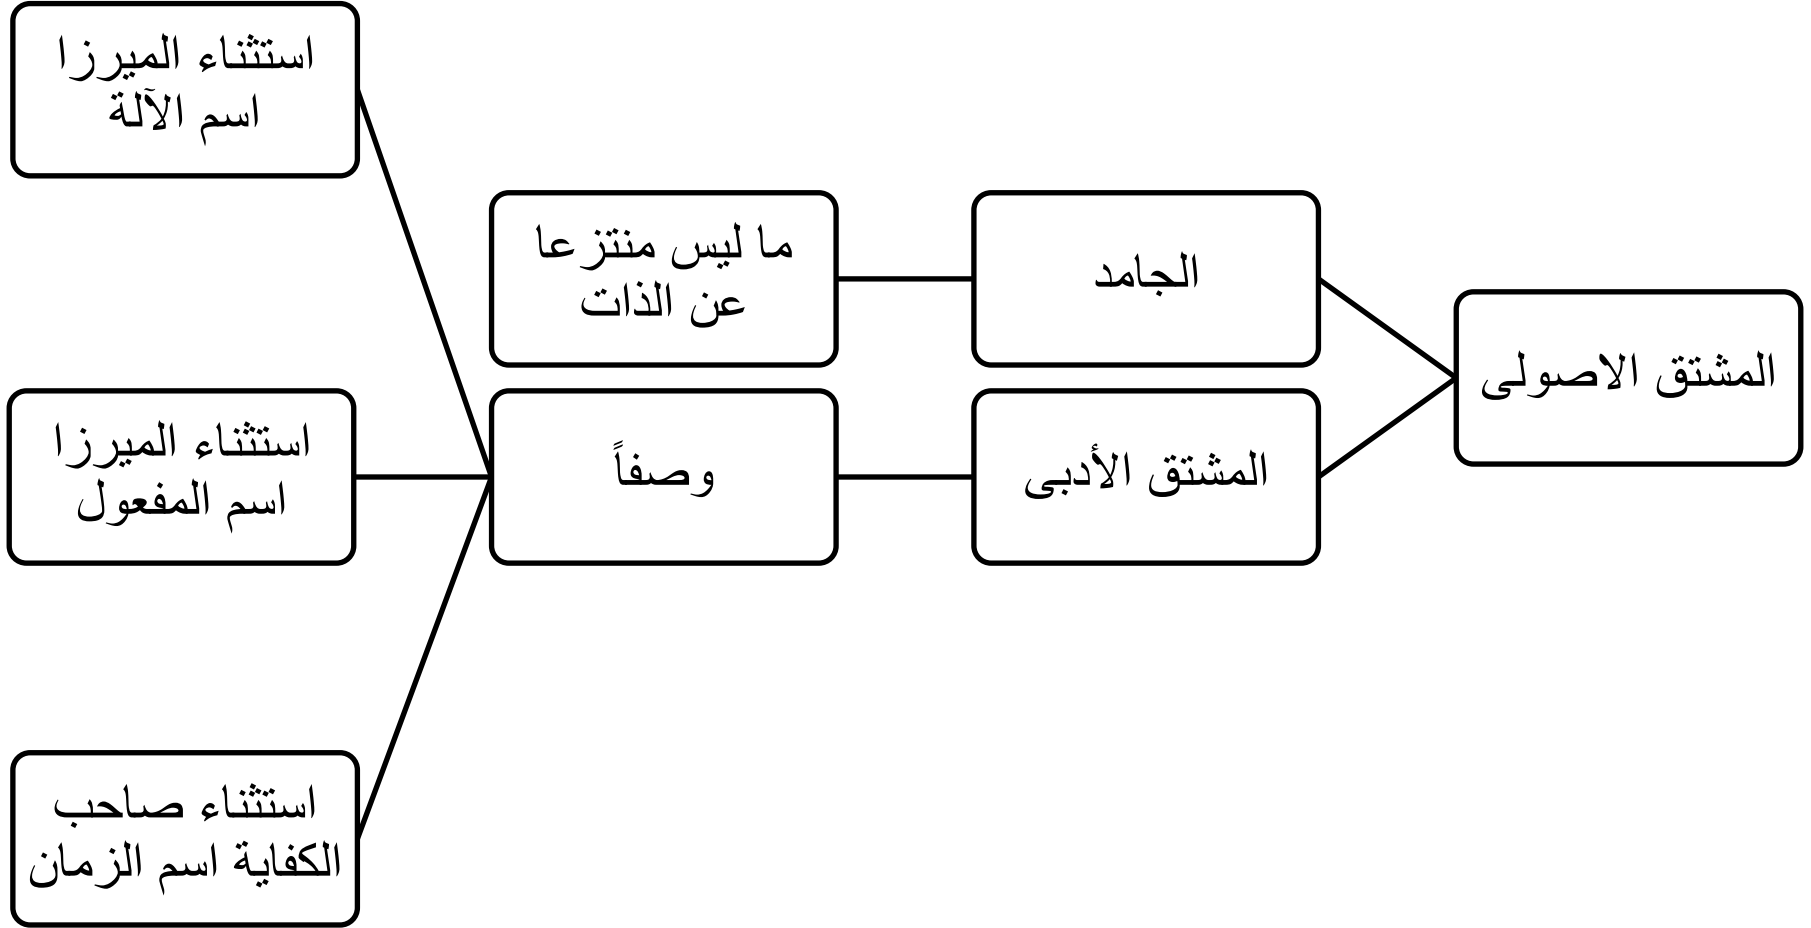 المشتق الاصولى
الجامد
ما ليس منتزعا
عن الذات
المشتق الأدبى
وصفاً
استثناء الميرزا
اسم الآلة
استثناء الميرزا
اسم المفعول
استثناء صاحب
الكفاية اسم الزمان